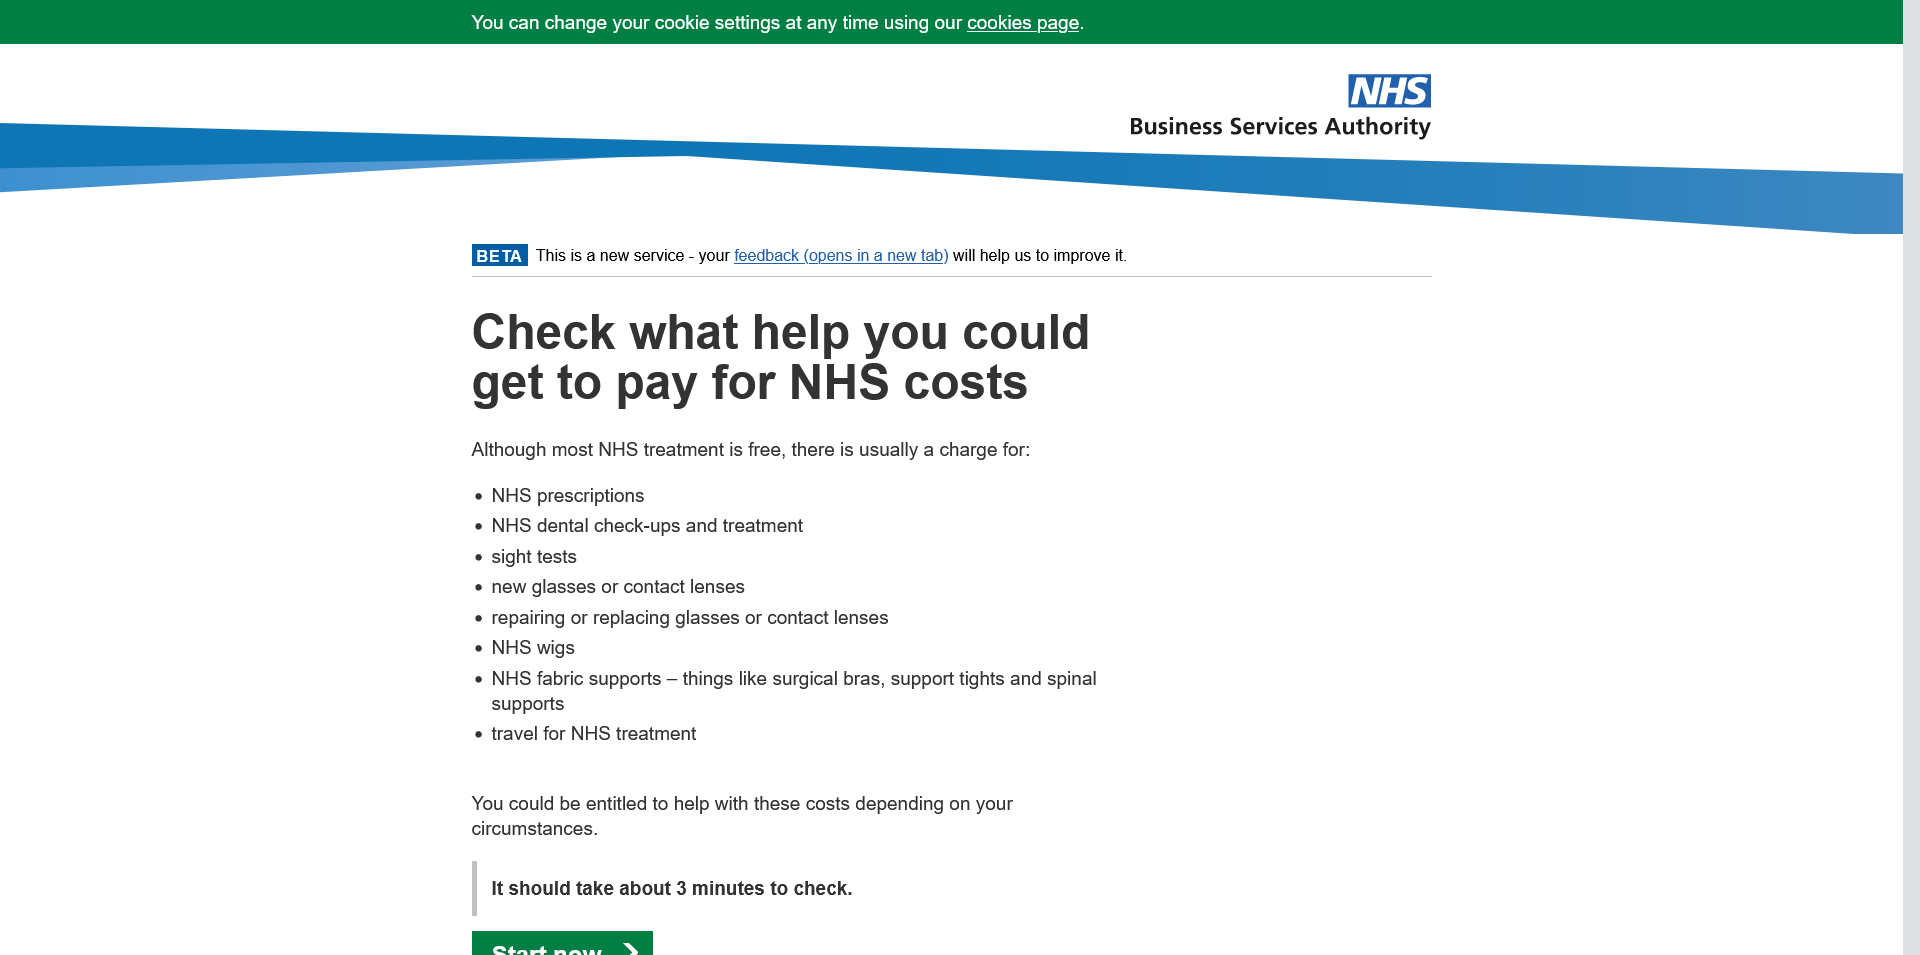 You can change your cookie settings at any time using our cookies page.
NHS
Business Services Authority
BETA This is a new service - your feedback (opens in a new tab) will help us to improve it.
Check what help you could
get to pay for NHS costs
Although most NHS treatment is free, there is usually a charge for:
• NHS prescriptions
• NHS dental check-ups and treatment
• sight tests
• new glasses or contact lenses
• repairing or replacing glasses or contact lenses
• NHS wigs
• NHS fabric supports – things like surgical bras, support tights and spinal
supports
• travel for NHS treatment
You could be entitled to help with these costs depending on your
circumstances.
It should take about 3 minutes to check.
Start now